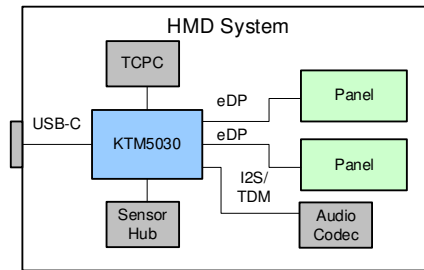 HMD System
TCPC
eDP
Panel
USB-C
KTM5030
eDP
Panel
I2S/
TDM
Sensor
Hub
Audio
Codec